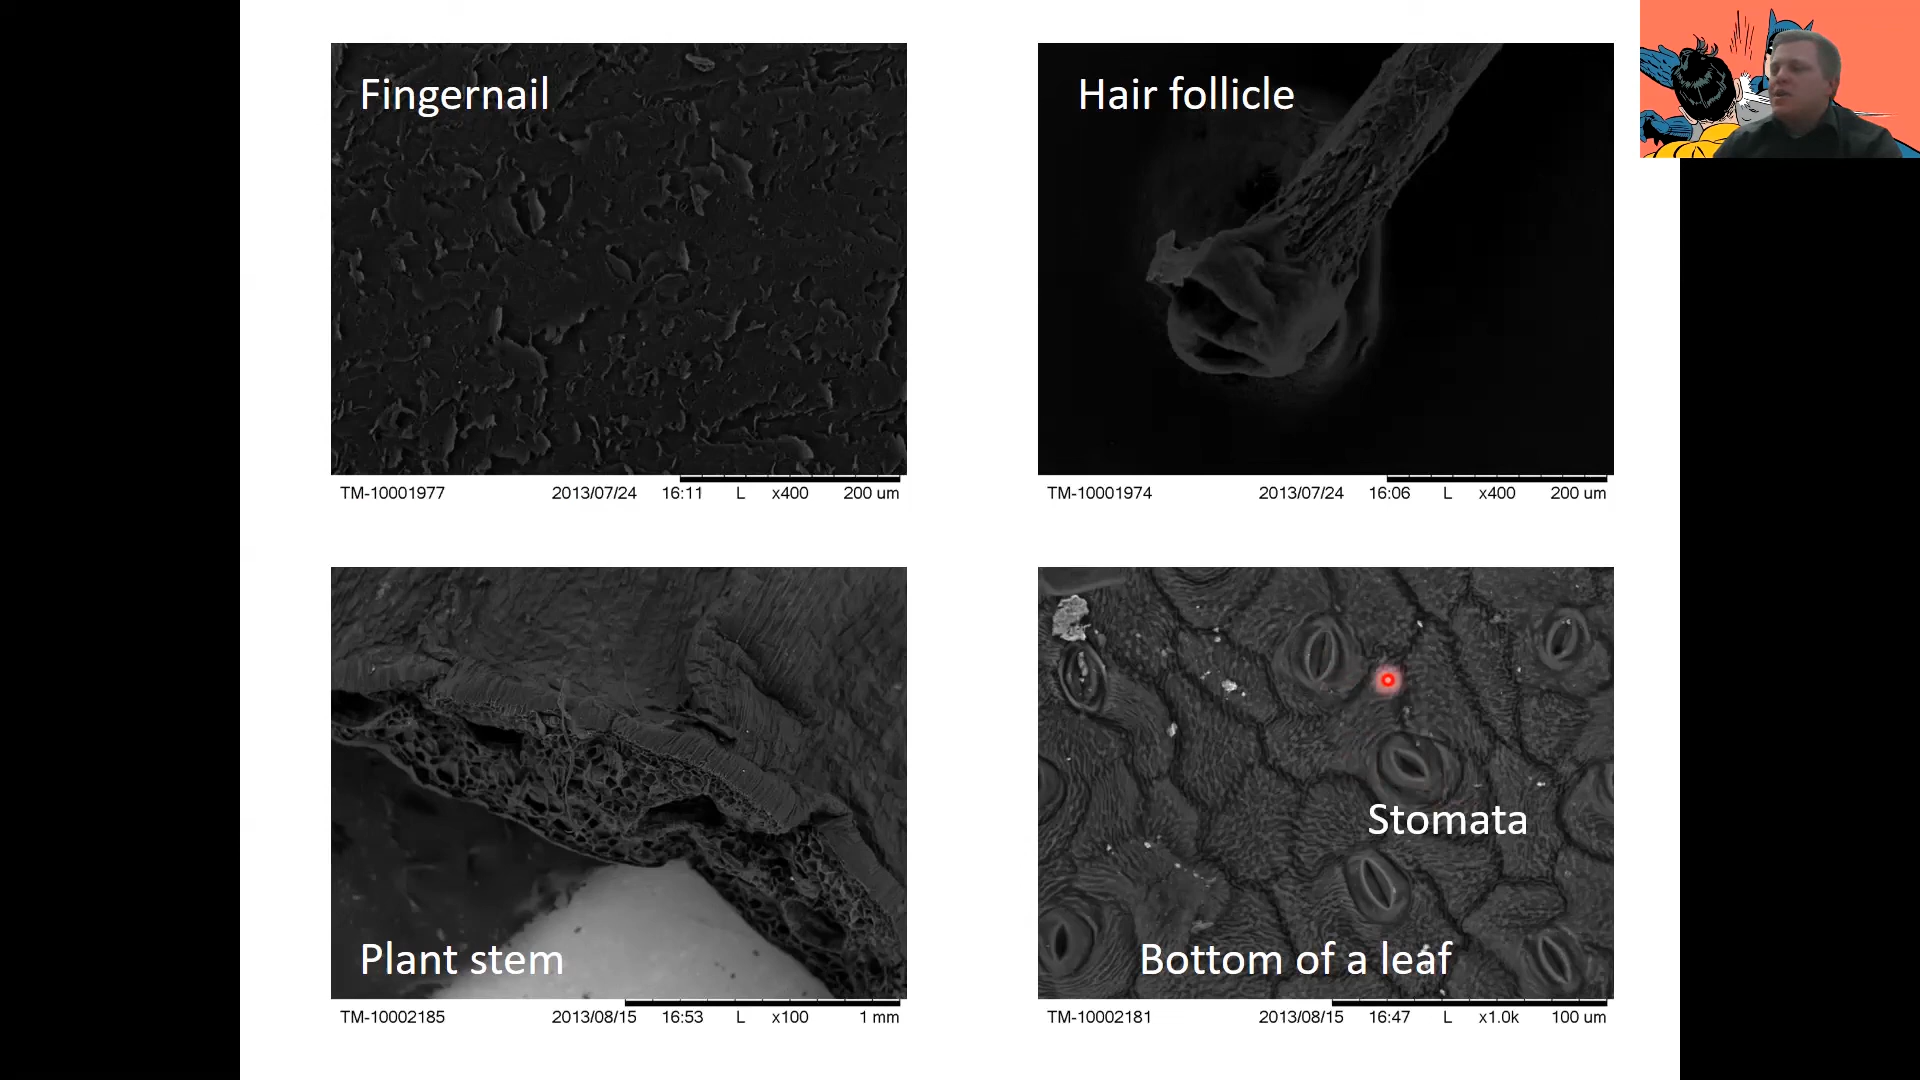 Fingernail
Hair follicle
TM-10001977 2013/07/24 16:11 L x400 200 um
TM-10001974 2013/07/24 16:06 L x400 200 um
Stomata
Plant stem
Bottom of a leaf
TM-10002185 2013/08/15 16:53 L x100 1 mm
TM-10002181 2013/08/15 16:47 L x1.0k 100 um